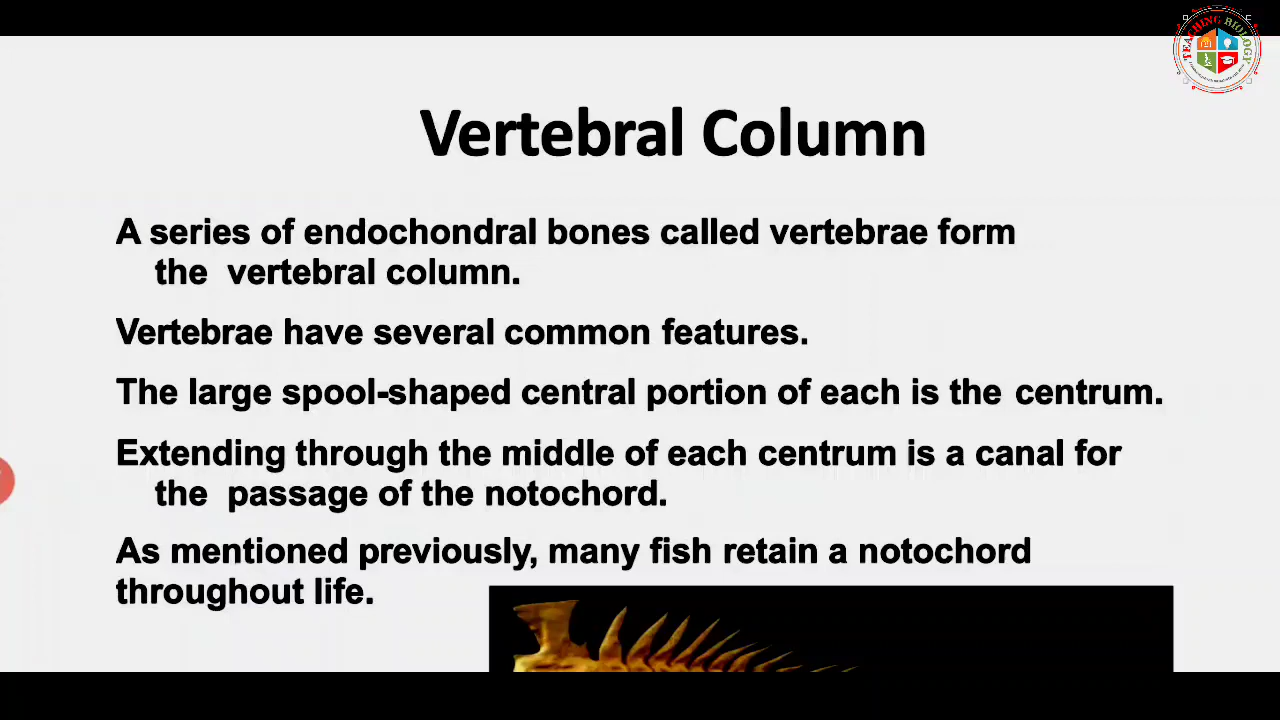 TEACHING BIOLOGY
Vertebral Column
A series of endochondral bones called vertebrae form
the vertebral column.
Vertebrae have several common features.
The large spool-shaped central portion of each is the centrum.
Extending through the middle of each centrum is a canal for
the passage of the notochord.
As mentioned previously, many fish retain a notochord
throughout life.